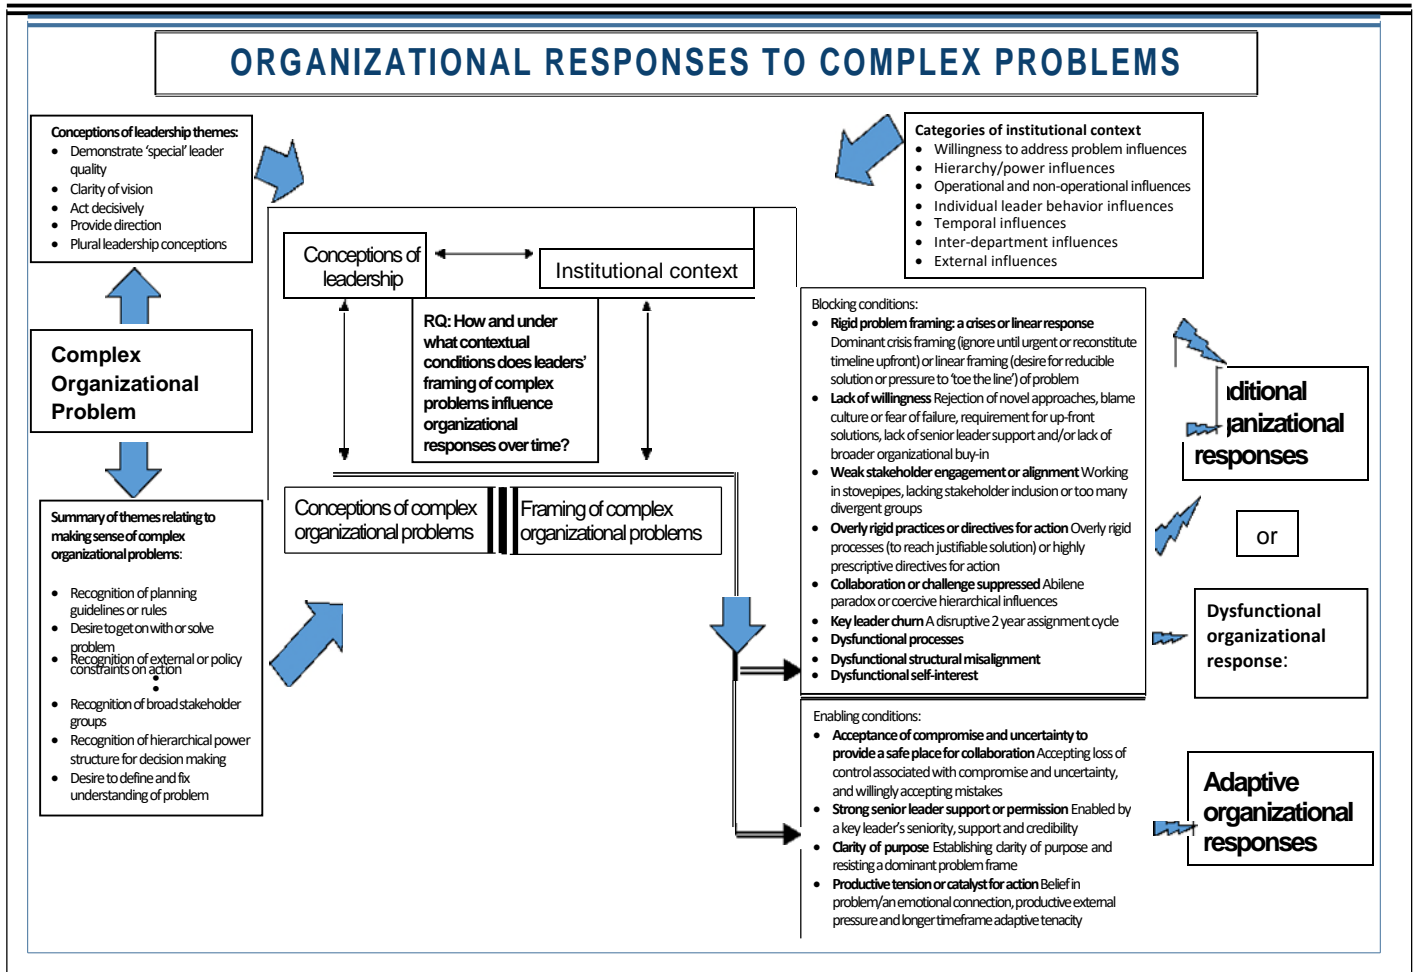 ORGANIZATIONAL RESPONSES TO COMPLEX PROBLEMS
Conceptions of leadership themes:
• Demonstrate ‘special’ leader
quality
• Clarity of vision
• Act decisively
• Provide direction
• Plural leadership conceptions
Categories of institutional context
• Willingness to address problem influences
• Hierarchy/power influences
• Operational and non-operational influences
• Individual leader behavior influences
• Temporal influences
• Inter-department influences
• External influences
Conceptions of
leadership
Institutional context
RQ: How and under
what contextual
conditions does leaders’
framing of complex
problems influence
organizational
responses over time?
Complex
Organizational
Problem
Conceptions of complex
organizational problems
Framing of complex
organizational problems
Summary of themes relating to
making sense of complex
organizational problems:
• Recognition of planning
guidelines or rules
• Desire to get on with or solve
problem
• Recognition of external or policy
constraints on action
•
•
• Recognition of broad stakeholder
groups
• Recognition of hierarchical power
structure for decision making
• Desire to define and fix
understanding of problem
Blocking conditions:
• Rigid problem framing: a crises or linear response
Dominant crisis framing (ignore until urgent or reconstitute
timeline upfront) or linear framing (desire for reducible
solution or pressure to ‘toe the line’) of problem
• Lack of willingness Rejection of novel approaches, blame
culture or fear of failure, requirement for up-front
solutions, lack of senior leader support and/or lack of
broader organizational buy-in
• Weak stakeholder engagement or alignment Working
in stovepipes, lacking stakeholder inclusion or too many
divergent groups
• Overly rigid practices or directives for action Overly rigid
processes (to reach justifiable solution) or highly
prescriptive directives for action
• Collaboration or challenge suppressed Abilene
paradox or coercive hierarchical influences
• Key leader churn A disruptive 2 year assignment cycle
• Dysfunctional processes
• Dysfunctional structural misalignment
• Dysfunctional self-interest
Enabling conditions:
• Acceptance of compromise and uncertainty to
provide a safe place for collaboration Accepting loss of
control associated with compromise and uncertainty,
and willingly accepting mistakes
• Strong senior leader support or permission Enabled by
a key leader’s seniority, support and credibility
• Clarity of purpose Establishing clarity of purpose and
resisting a dominant problem frame
• Productive tension or catalyst for action Belief in
problem/an emotional connection, productive external
pressure and longer timeframe adaptive tenacity
ditional
ganizational
responses
or
Dysfunctional
organizational
response:
Adaptive
organizational
responses